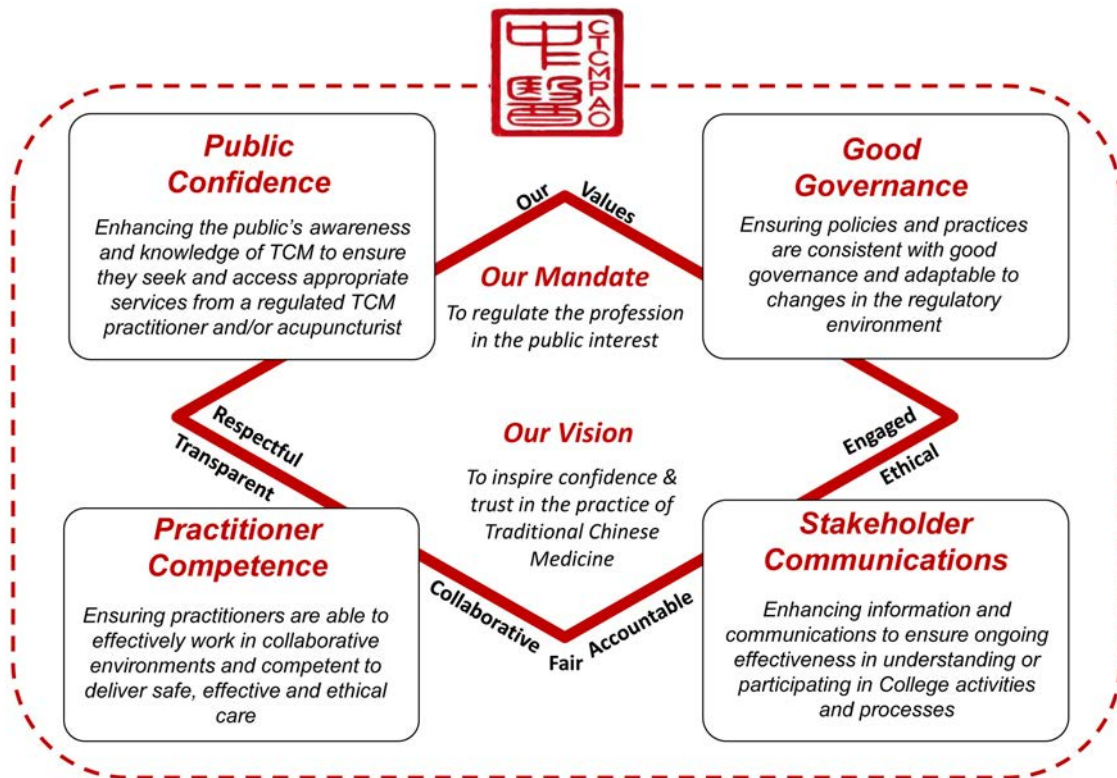 中醫
CTCMPAO
Public
Confidence
Enhancing the public's awareness
and knowledge of TCM to ensure
they seek and access appropriate
services from a regulated TCM
practitioner and/or acupuncturist
Good
Governance
Ensuring policies and practices
are consistent with good
governance and adaptable to
changes in the regulatory
environment
Our Values
Our Mandate
To regulate the profession
in the public interest
Respectful
Transparent
Engaged
Ethical
Our Vision
To inspire confidence &
trust in the practice of
Traditional Chinese
Medicine
Practitioner
Competence
Ensuring practitioners are able to
effectively work in collaborative
environments and competent to
deliver safe, effective and ethical
care
Collaborative
Fair
Accountable
Stakeholder
Communications
Enhancing information and
communications to ensure ongoing
effectiveness in understanding or
participating in College activities
and processes